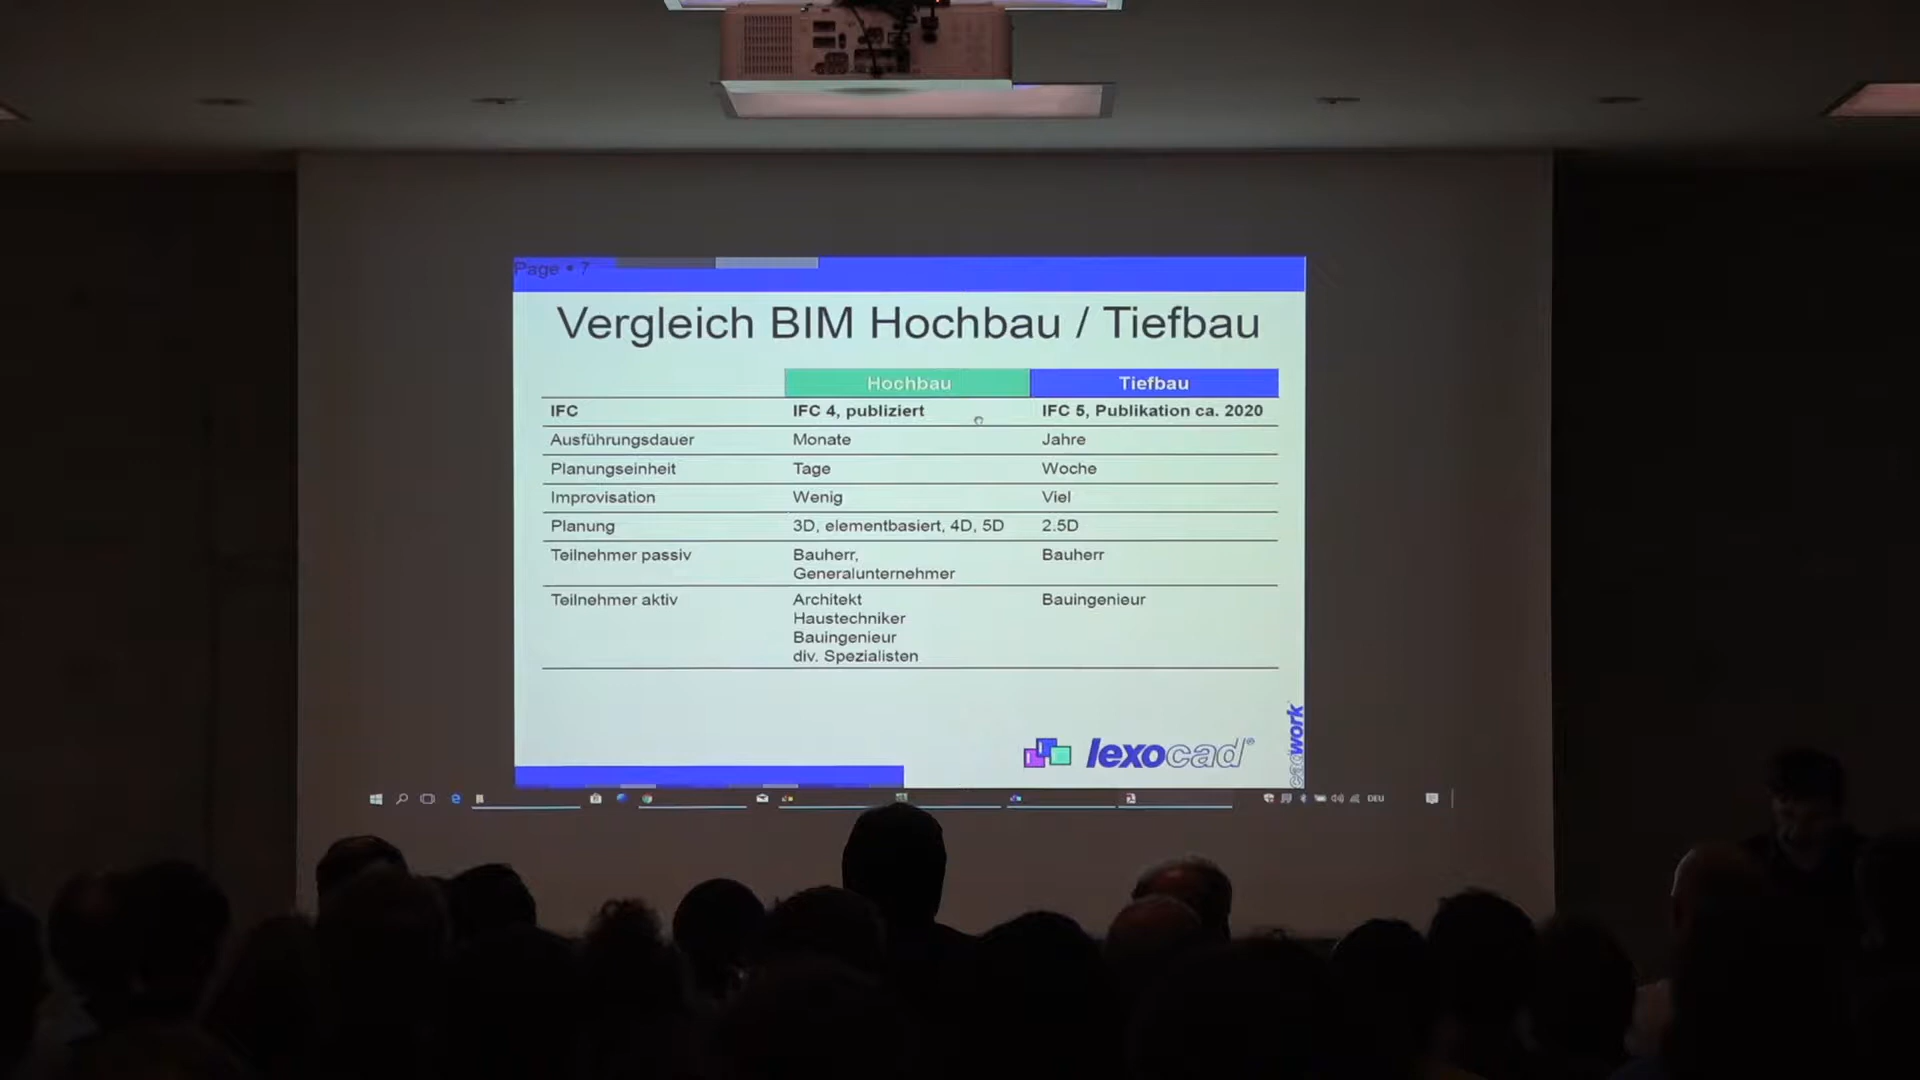 Page • 7
Vergleich BIM Hochbau / Tiefbau
Hochbau Tiefbau
IFC IFC 4, publiziert IFC 5, Publikation ca. 2020
Ausführungsdauer Monate Jahre
Planungseinheit Tage Woche
Improvisation Wenig Viel
Planung 3D, elementbasiert, 4D, 5D 2.5D
Teilnehmer passiv Bauherr, Bauherr
Generalunternehmer
Teilnehmer aktiv Architekt Bauingenieur
Haustechniker
Bauingenieur
div. Spezialisten
lexocad®
cadwork
DEU